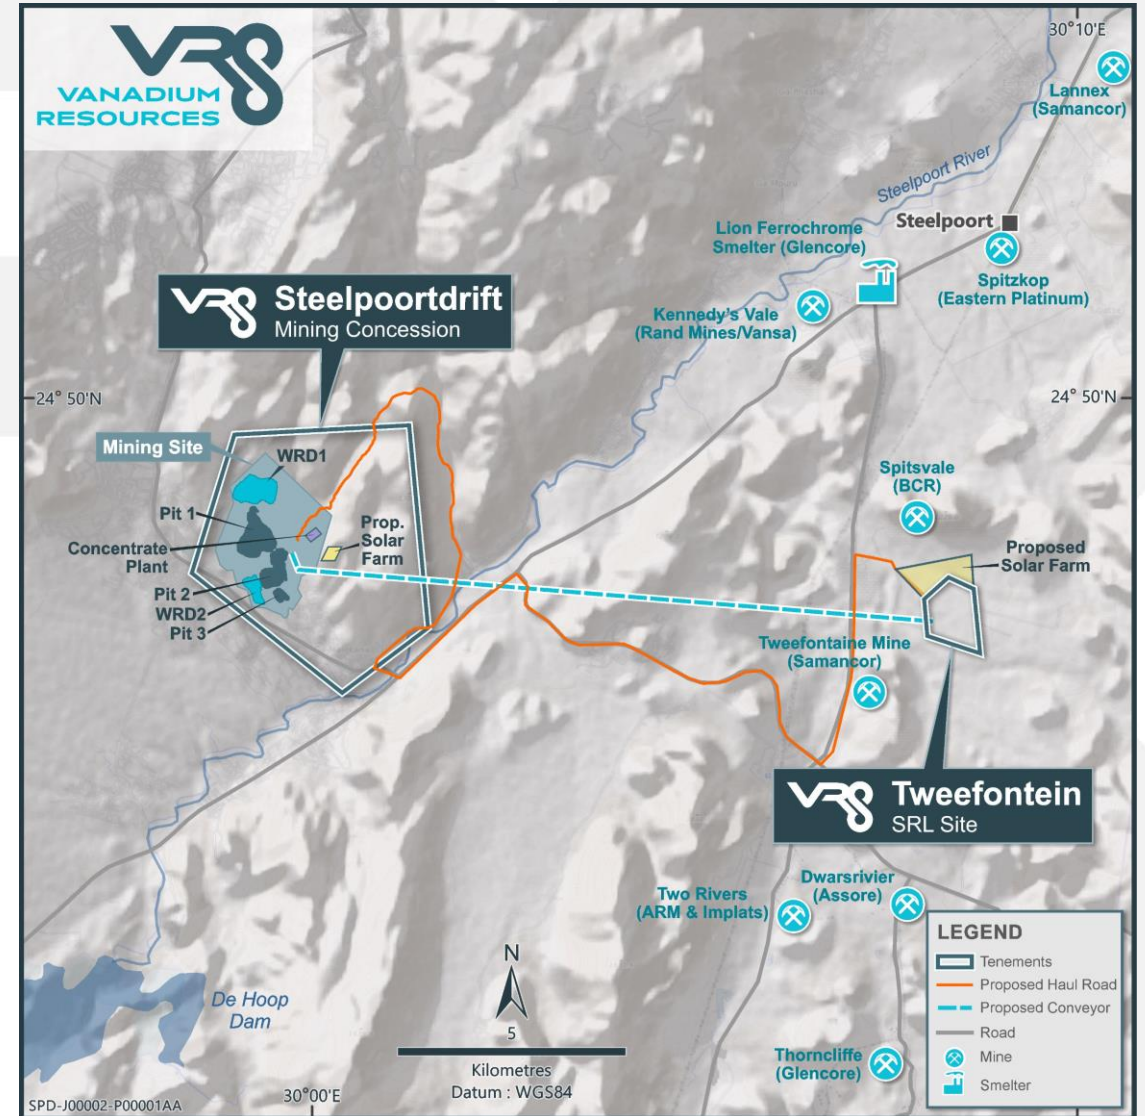 VR8
VANADIUM
RESOURCES
30°10'E
Lannex
(Samancor)
Steelpoort River
Steelpoort
Lion Ferrochrome
Smelter (Glencore)
Spitzkop
(Eastern Platinum)
Kennedy's Vale
(Rand Mines/Vansa)
VR8 Steelpoortdrift
Mining Concession
24° 50'N
24° 50'N
Mining Site
WRD1
Pit 1
Concentrate
Plant
Pit 2
WRD2
Pit 3
Prop.
Solar
Farm
Spitsvale
(BCR)
Proposed
Solar Farm
Tweefontaine Mine
(Samancor)
VR8 Tweefontein
SRL Site
Two Rivers
(ARM & Implats)
Dwarsrivier
(Assore)
Thorncliffe
(Glencore)
De Hoop
Dam
N
5
Kilometres
Datum : WGS84
30°00'E
SPD-J00002-P00001AA
LEGEND
Tenements
Proposed Haul Road
Proposed Conveyor
Road
Mine
Smelter